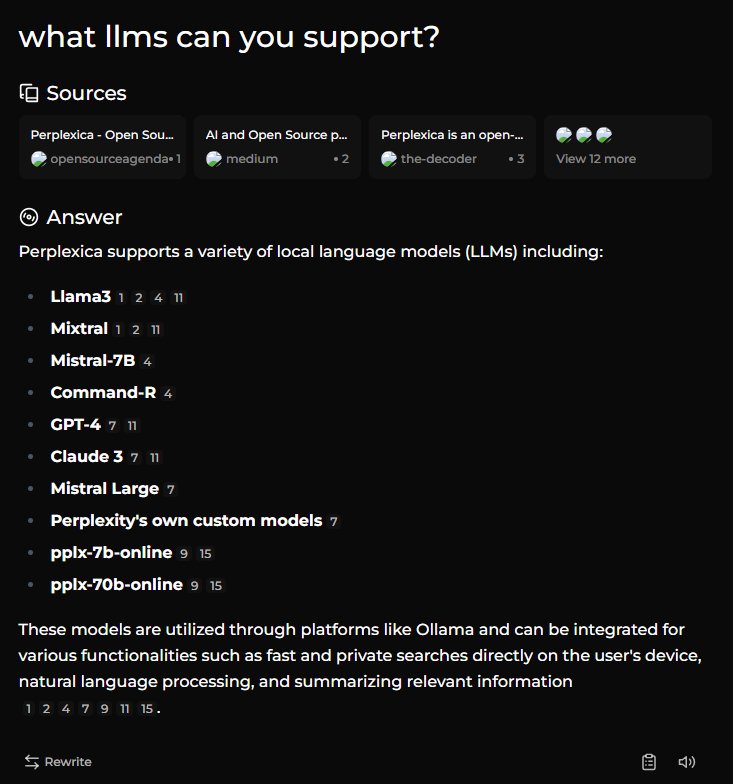 what llms can you support?
Sources
Perplexica - Open Sou...
opensourceagenda • 1
AI and Open Source p...
medium • 2
Perplexica is an open-...
the-decoder • 3
View 12 more
Answer
Perplexica supports a variety of local language models (LLMs) including:
Llama3 1 2 4 11
Mixtral 1 2 11
Mistral-7B 4
Command-R 4
GPT-4 7 11
Claude 3 7 11
Mistral Large 7
Perplexity's own custom models 7
pplx-7b-online 9 15
pplx-70b-online 9 15
These models are utilized through platforms like Ollama and can be integrated for
various functionalities such as fast and private searches directly on the user's device,
natural language processing, and summarizing relevant information
1 2 4 7 9 11 15 .
Rewrite